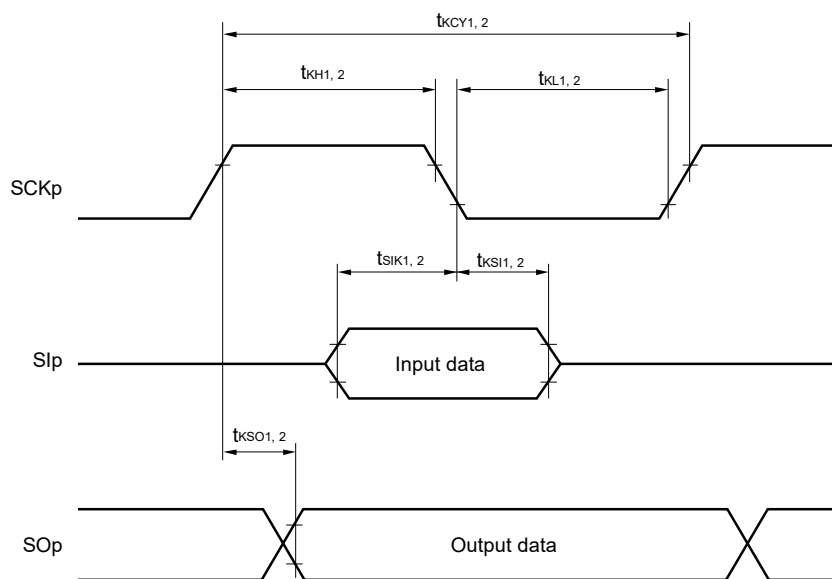 tKCY1, 2
tKH1, 2
tKL1, 2
SCKp
tSIK1, 2
tKSI1, 2
SIp
Input data
tKSO1, 2
SOp
Output data